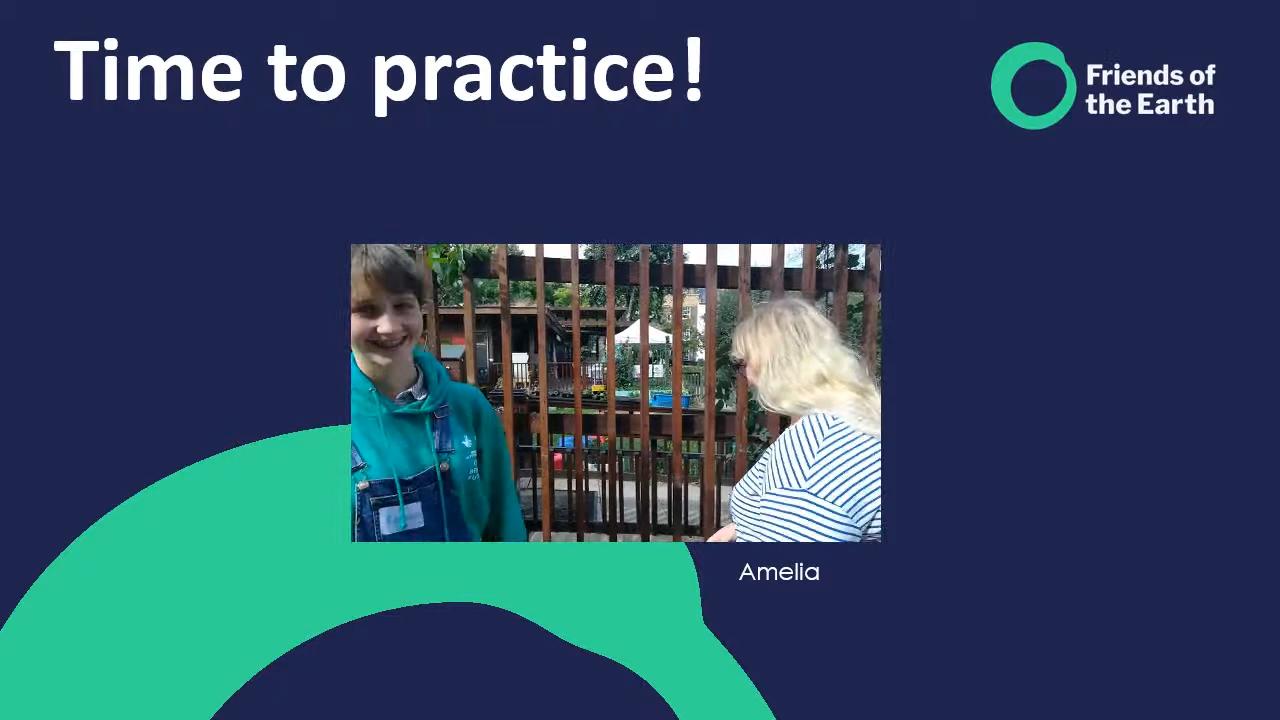 Time to practice!
Friends of
the Earth
Amelia